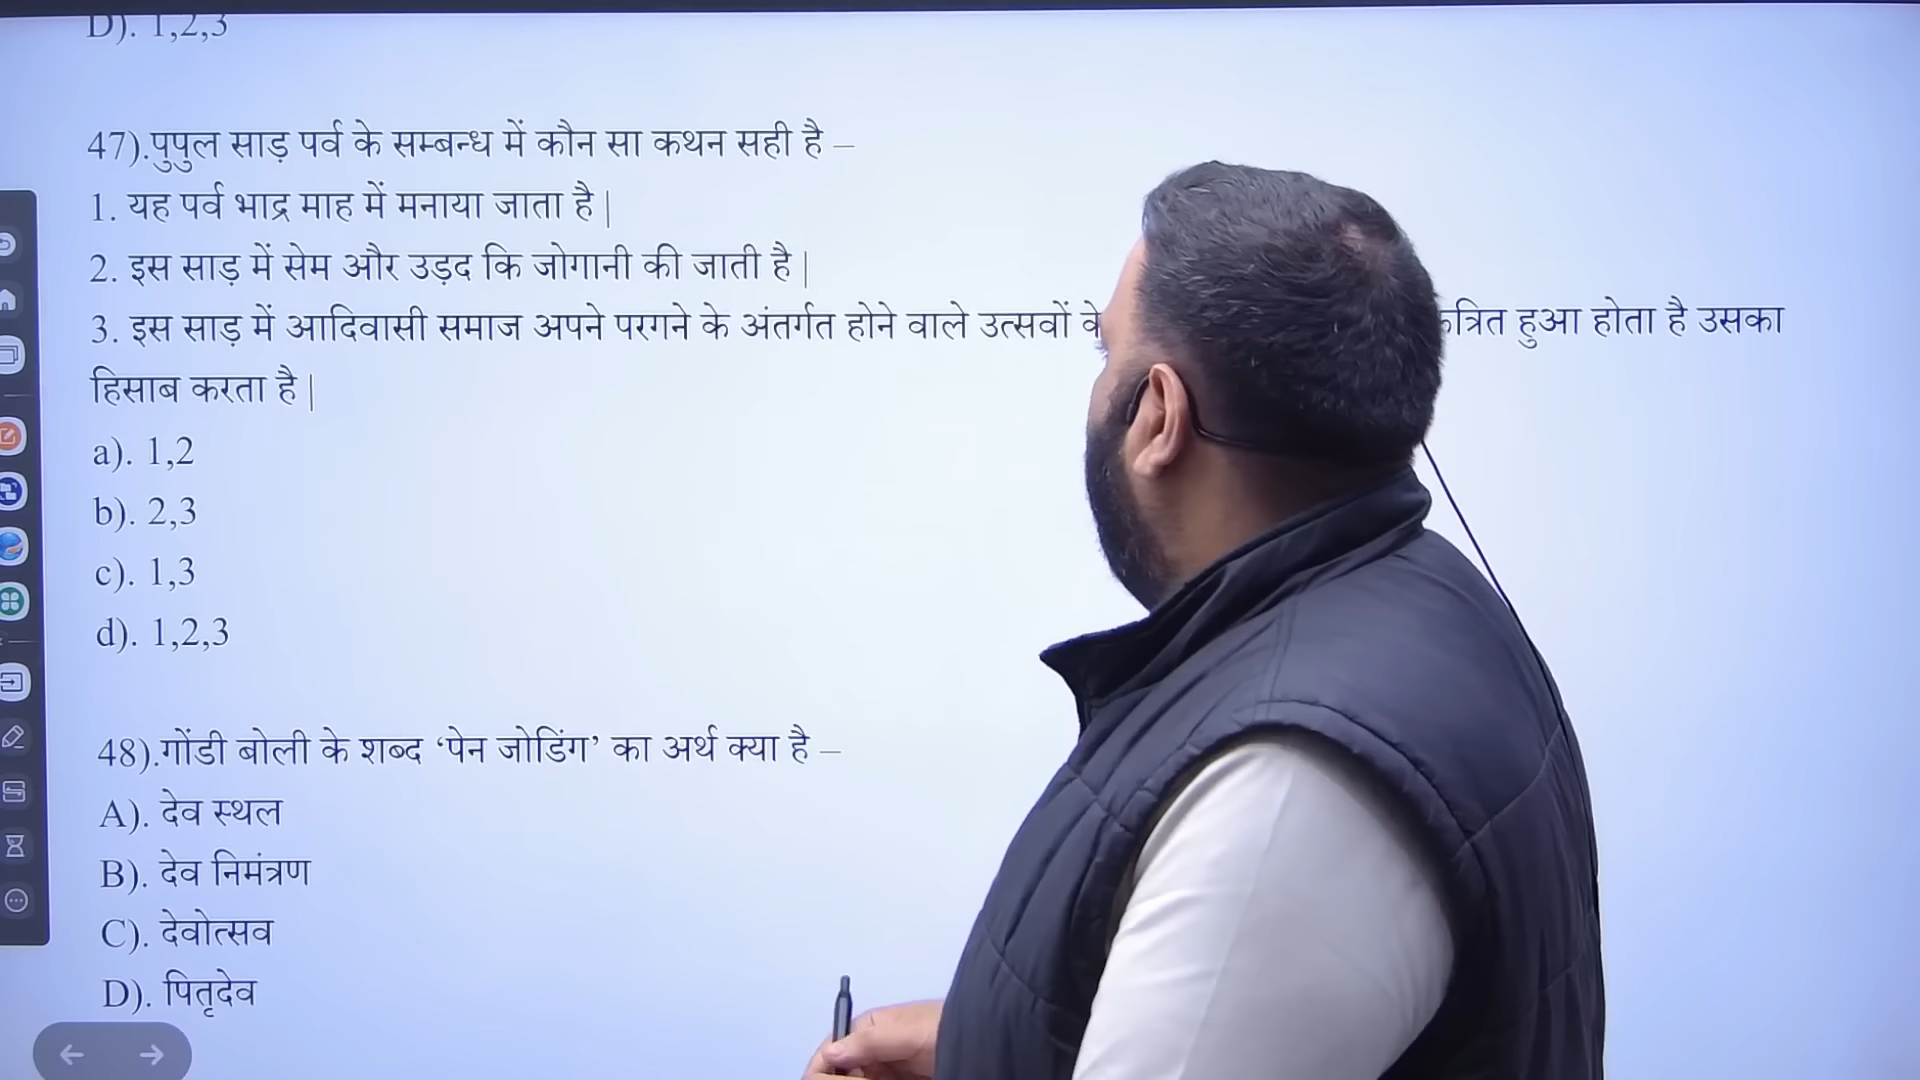 D). 1,2,3
47).पुपुल साड़ पर्व के सम्बन्ध में कौन सा कथन सही है –
1. यह पर्व भाद्र माह में मनाया जाता है |
2. इस साड़ में सेम और उड़द कि जोगानी की जाती है |
3. इस साड़ में आदिवासी समाज अपने परगने के अंतर्गत होने वाले उत्सवों हुआ होता है उसका
हिसाब करता है |
a). 1,2
b). 2,3
c). 1,3
d). 1,2,3
48).गोंडी बोली के शब्द ‘पेन जोडिंग’ का अर्थ क्या है –
A). देव स्थल
B). देव निमंत्रण
C). देवोत्सव
D). पितृदेव